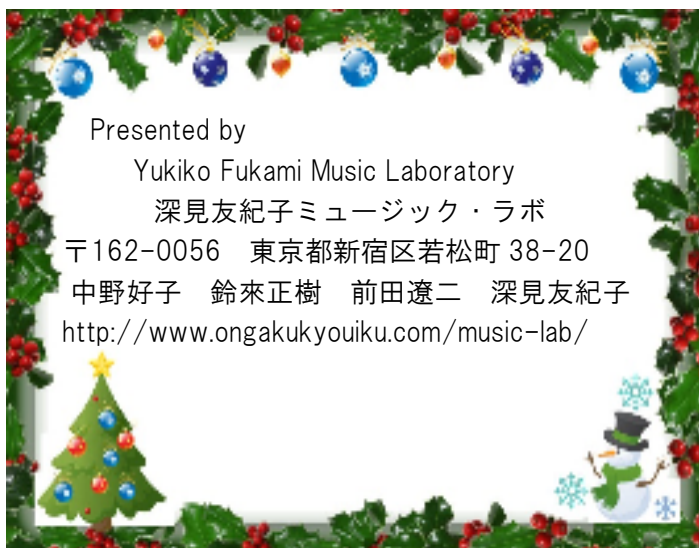 Presented by
Yukiko Fukami Music Laboratory
深見友紀子ミュージック・ラボ
〒162-0056　東京都新宿区若松町 38-20
中野好子　鈴來正樹　前田遼二　深見友紀子
http://www.ongakukyouiku.com/music-lab/